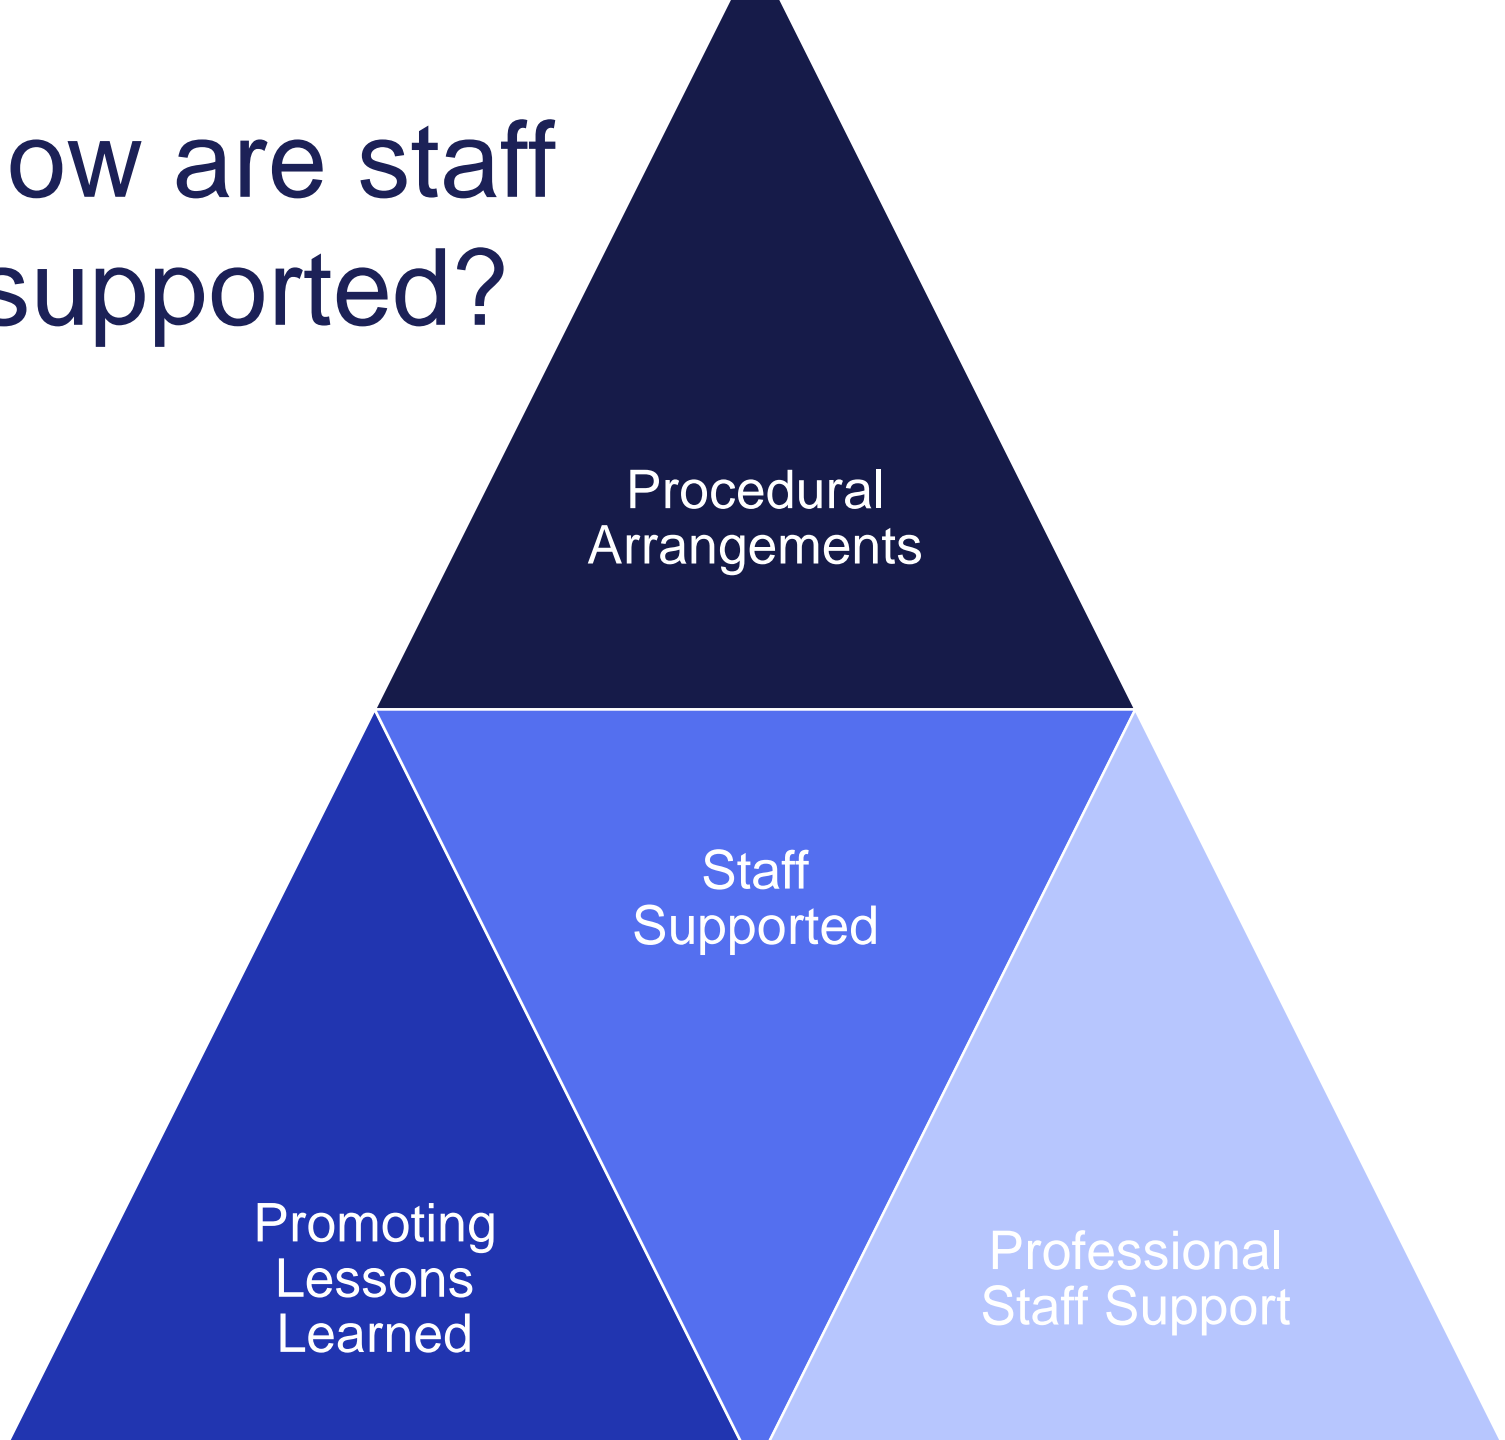 ow are staff
supported?
Procedural
Arrangements
Staff
Supported
Promoting
Lessons
Learned
Professional
Staff Support